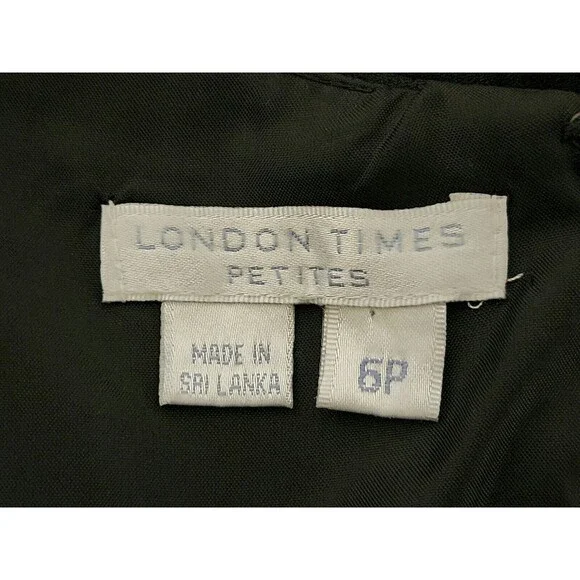 LONDON TIMES
PETITES
MADE IN
SRI LANKA
6P